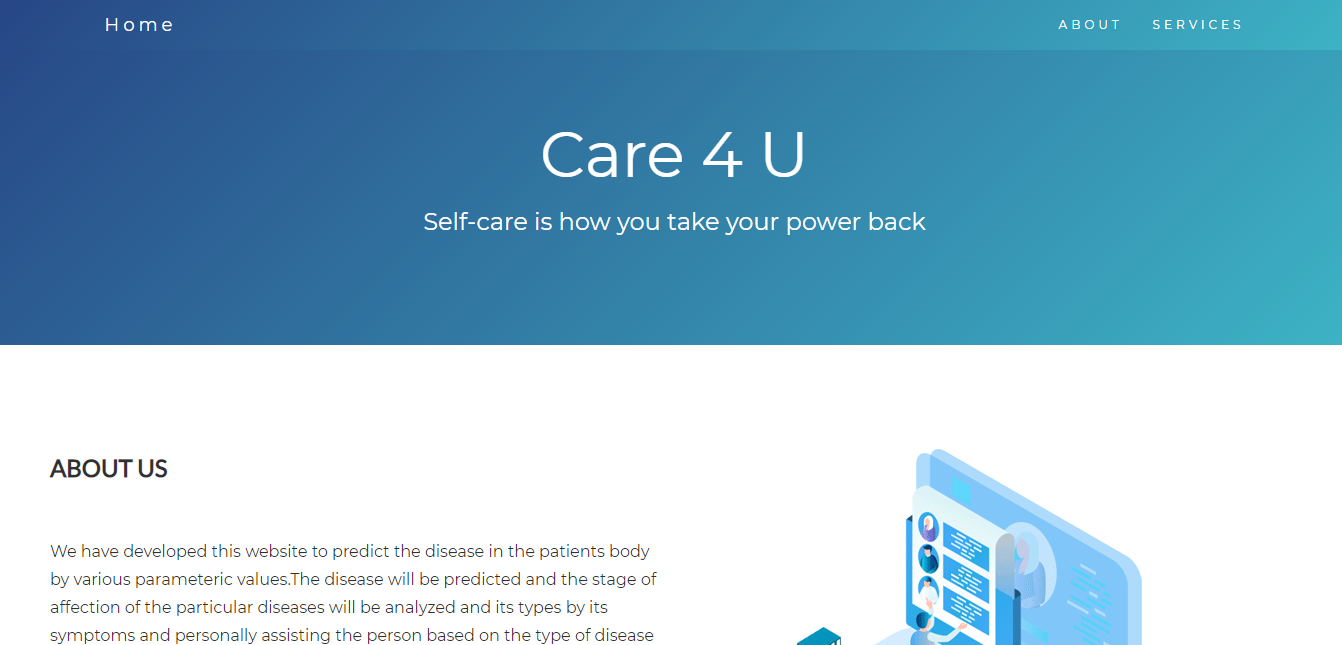 Home
ABOUT SERVICES
Care 4 U
Self-care is how you take your power back
ABOUT US
We have developed this website to predict the disease in the patients body
by various parameteric values.The disease will be predicted and the stage of
affection of the particular diseases will be analyzed and its types by its
symptoms and personally assisting the person based on the type of disease